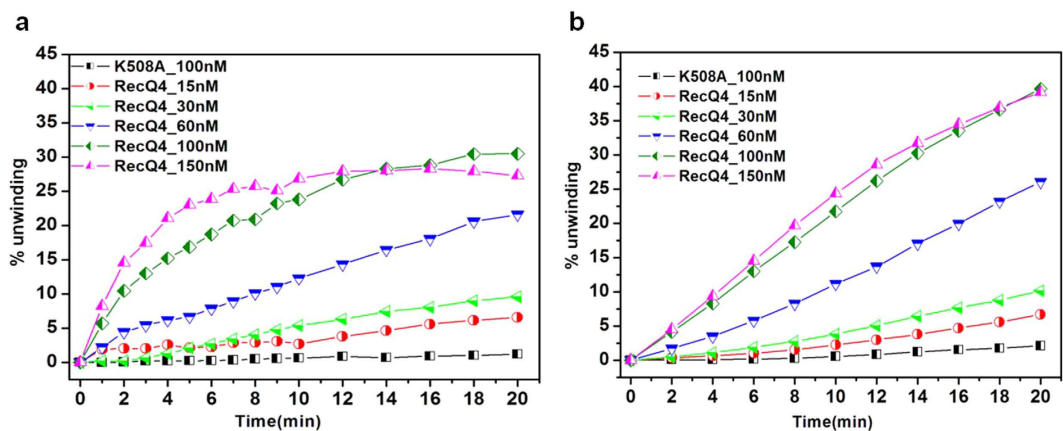 a
45
40
35
30
25
20
15
10
5
0
% unwinding
K508A_100nM
RecQ4_15nM
RecQ4_30nM
RecQ4_60nM
RecQ4_100nM
RecQ4_150nM
0 2 4 6 8 10 12 14 16 18 20
Time(min)
b
45
40
35
30
25
20
15
10
5
0
% unwinding
K508A_100nM
RecQ4_15nM
RecQ4_30nM
RecQ4_60nM
RecQ4_100nM
RecQ4_150nM
0 2 4 6 8 10 12 14 16 18 20
Time(min)